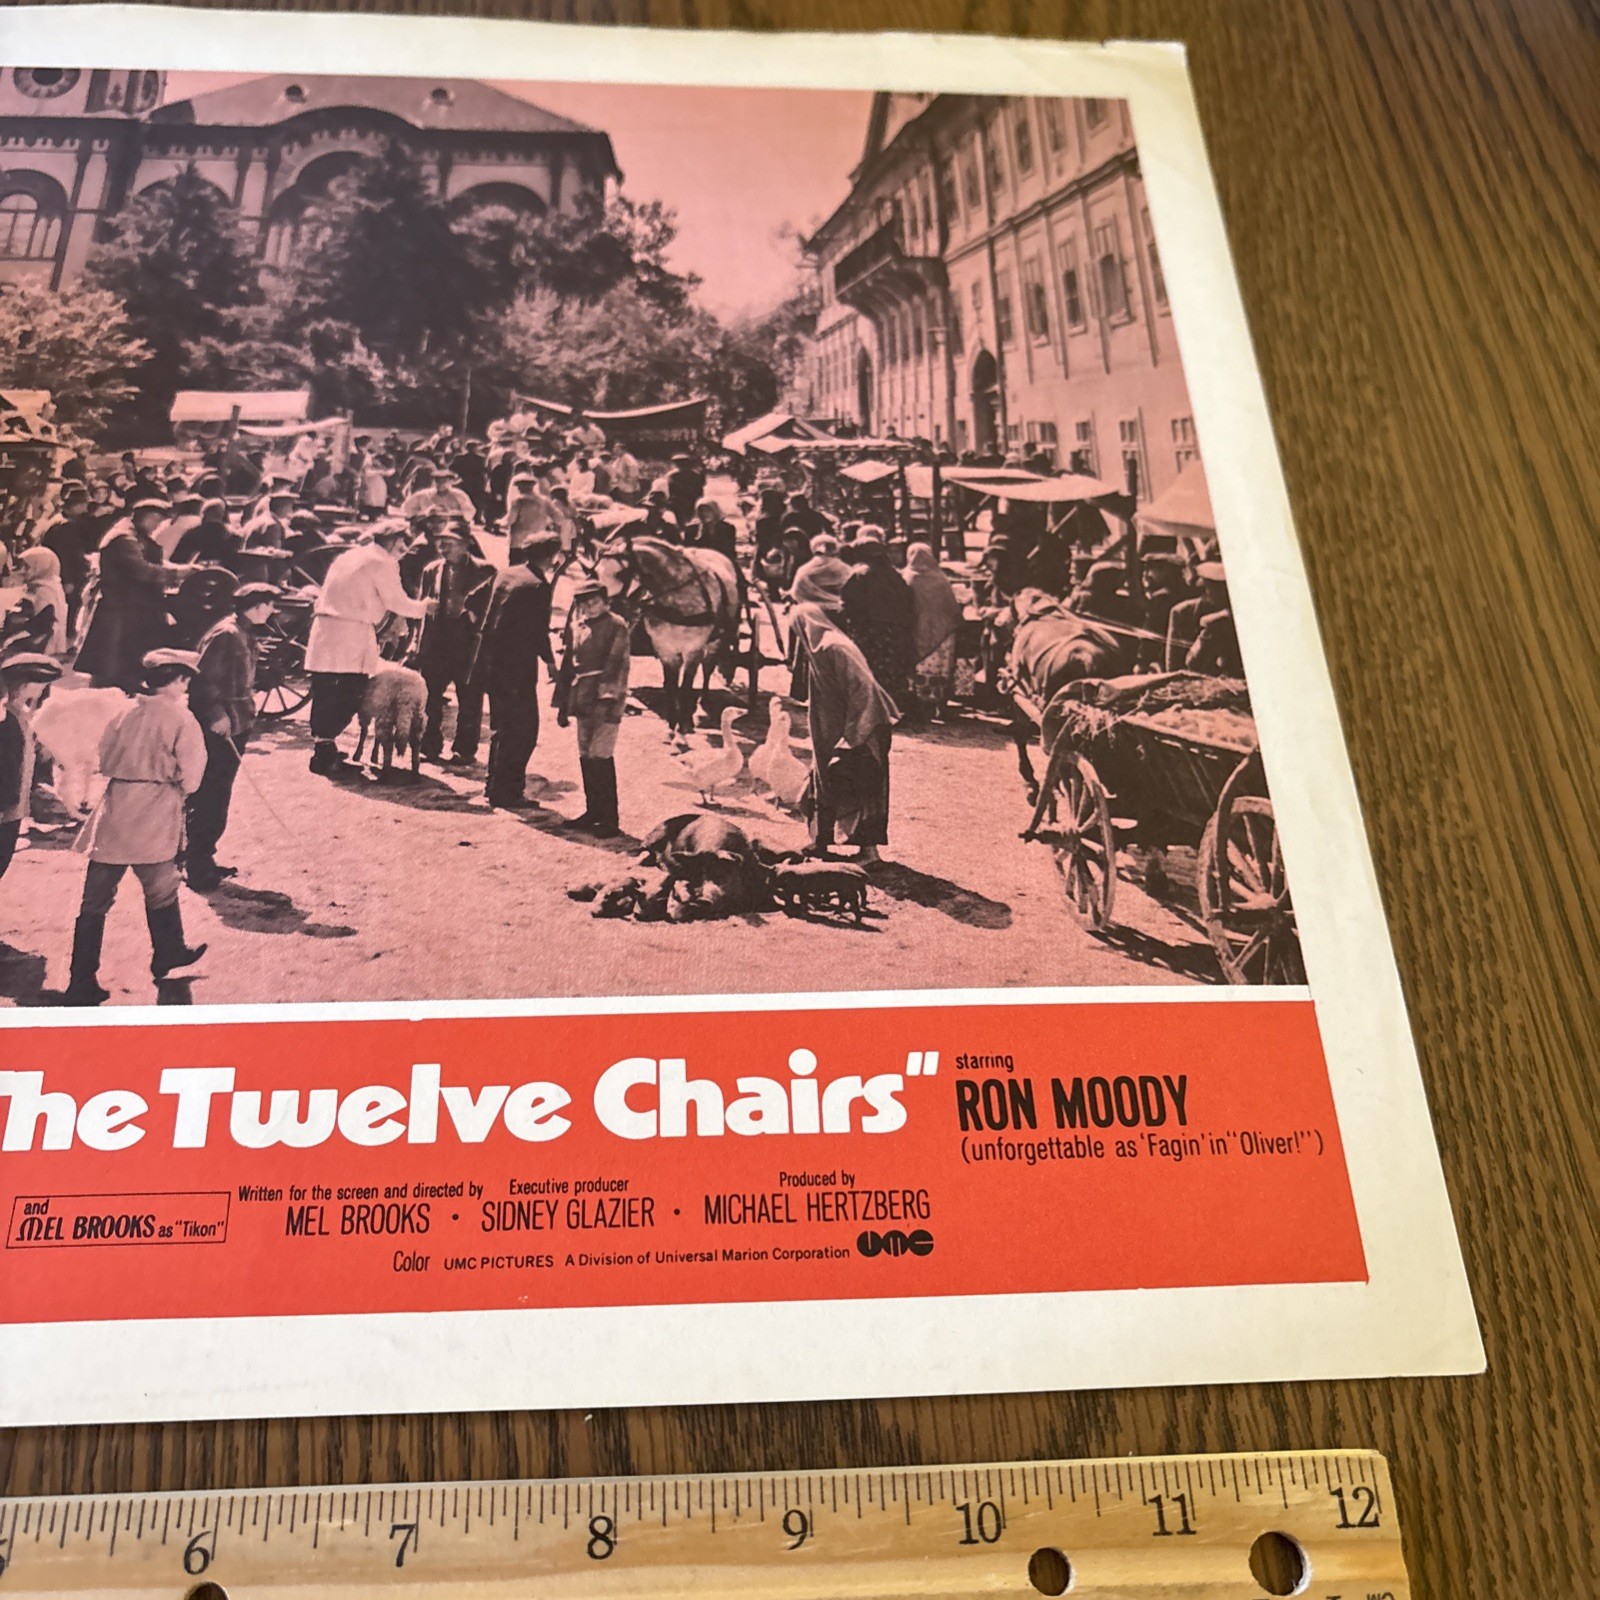 The Twelve Chairs"
starring
RON MOODY
(unforgettable as 'Fagin' in "Oliver!")
and
MEL BROOKS as "Tikon"
Written for the screen and directed by
MEL BROOKS ·
Executive producer
SIDNEY GLAZIER ·
Produced by
MICHAEL HERTZBERG
Color UMC PICTURES A Division of Universal Marion Corporation UMC
6 7 8 9 10 11 12